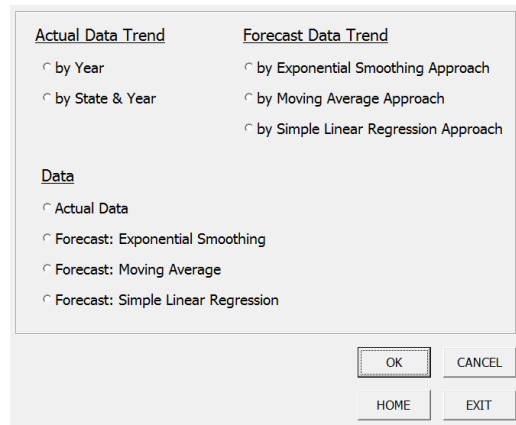 Actual Data Trend
by Year
by State & Year
Forecast Data Trend
by Exponential Smoothing Approach
by Moving Average Approach
by Simple Linear Regression Approach
Data
Actual Data
Forecast: Exponential Smoothing
Forecast: Moving Average
Forecast: Simple Linear Regression
OK
CANCEL
HOME
EXIT